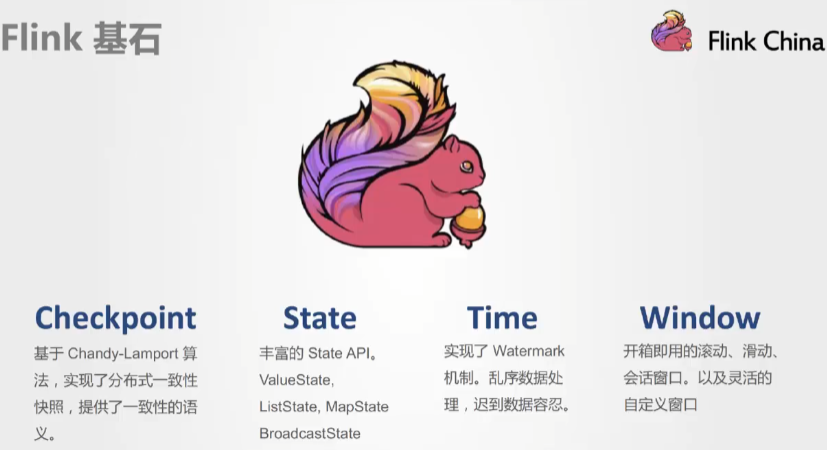 Flink 基石
Flink China
Checkpoint
基于 Chandy-Lamport 算
法，实现了分布式一致性
快照，提供了一致性的语
义。
State
丰富的 State API。
ValueState,
ListState, MapState
BroadcastState
Time
实现了 Watermark
机制。乱序数据处
理，迟到数据容忍。
Window
开箱即用的滚动、滑动、
会话窗口。以及灵活的
自定义窗口